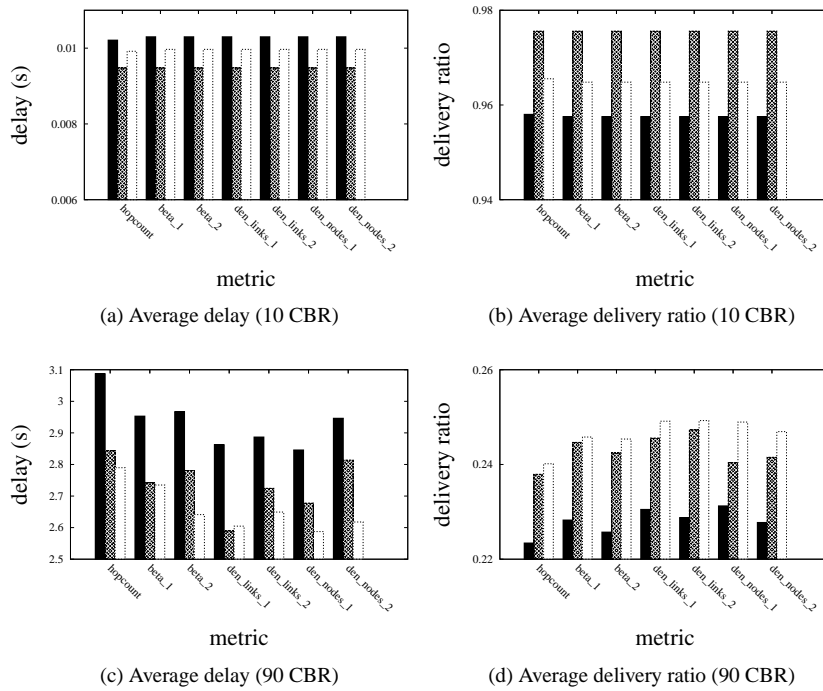 0.01
0.008
0.006
delay (s)
hopcount
beta_1
beta_2
den_links_1
den_links_2
den_nodes_1
den_nodes_2
metric
(a) Average delay (10 CBR)
0.98
0.96
0.94
delivery ratio
hopcount
beta_1
beta_2
den_links_1
den_links_2
den_nodes_1
den_nodes_2
metric
(b) Average delivery ratio (10 CBR)
3.1
3
2.9
2.8
2.7
2.6
2.5
delay (s)
hopcount
beta_1
beta_2
den_links_1
den_links_2
den_nodes_1
den_nodes_2
metric
(c) Average delay (90 CBR)
0.26
0.24
0.22
delivery ratio
hopcount
beta_1
beta_2
den_links_1
den_links_2
den_nodes_1
den_nodes_2
metric
(d) Average delivery ratio (90 CBR)